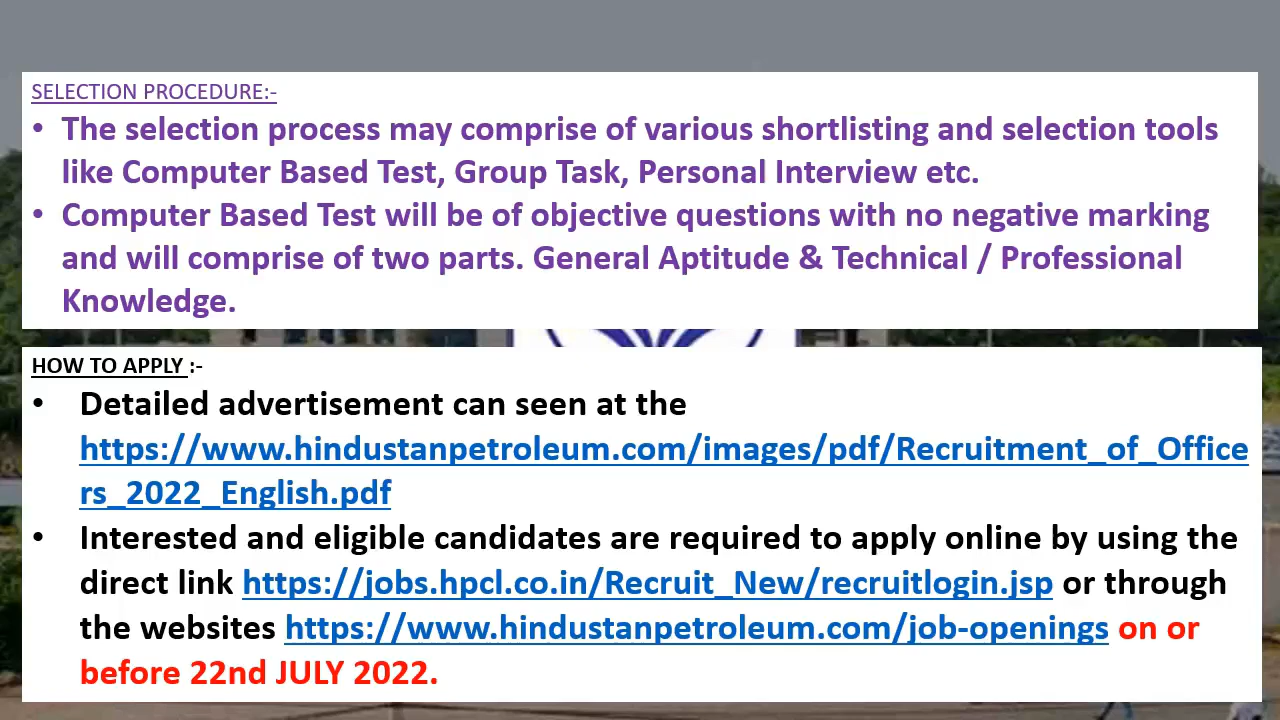 SELECTION PROCEDURE:-
• The selection process may comprise of various shortlisting and selection tools
like Computer Based Test, Group Task, Personal Interview etc.
• Computer Based Test will be of objective questions with no negative marking
and will comprise of two parts. General Aptitude & Technical / Professional
Knowledge.
HOW TO APPLY :-
• Detailed advertisement can seen at the
https://www.hindustanpetroleum.com/images/pdf/Recruitment_of_Office
rs_2022_English.pdf
• Interested and eligible candidates are required to apply online by using the
direct link https://jobs.hpcl.co.in/Recruit_New/recruitlogin.jsp or through
the websites https://www.hindustanpetroleum.com/job-openings on or
before 22nd JULY 2022.